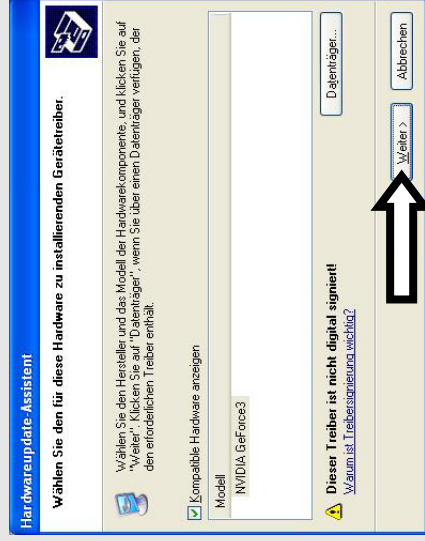 Hardwareupdate-Assistent
Wählen Sie den für diese Hardware zu installierenden Gerätetreiber.
Wählen Sie den Hersteller und das Modell der Hardwarekomponente, und klicken Sie auf
"Weiter". Klicken Sie auf "Datenträger", wenn Sie über einen Datenträger verfügen, der
den erforderlichen Treiber enthält.
Kompatible Hardware anzeigen
Modell
NVIDIA GeForce3
Dieser Treiber ist nicht digital signiert!
Warum ist Treibersignierung wichtig?
Datenträger...
Weiter >
Abbrechen